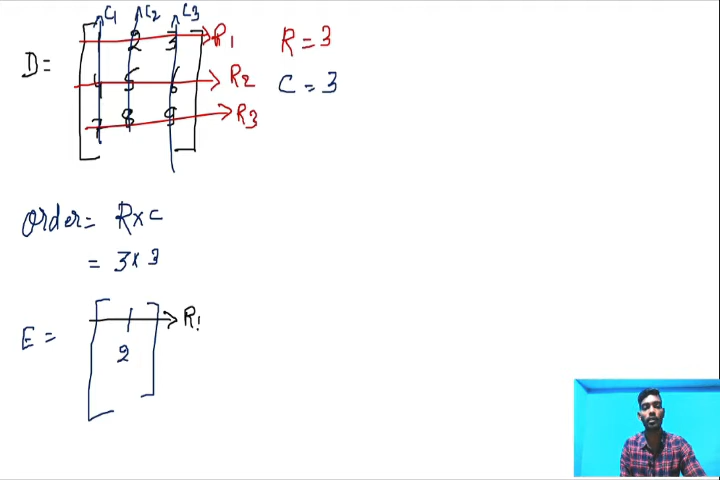 C1 C2 C3
D = 1 2 3 R1 R = 3
4 5 6 R2 C = 3
7 8 9 R3
Order = R×C
= 3×3
E = 1 R1
2